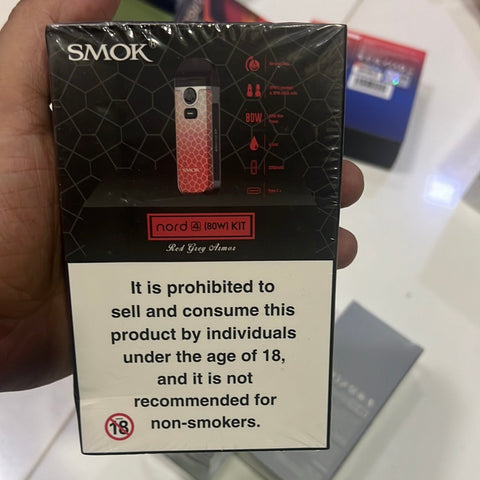 SMOK
80W
SMOK
nord 4 (80W) KIT
Red Grey Armor
It is prohibited to
sell and consume this
product by individuals
under the age of 18,
and it is not
recommended for
non-smokers.
18